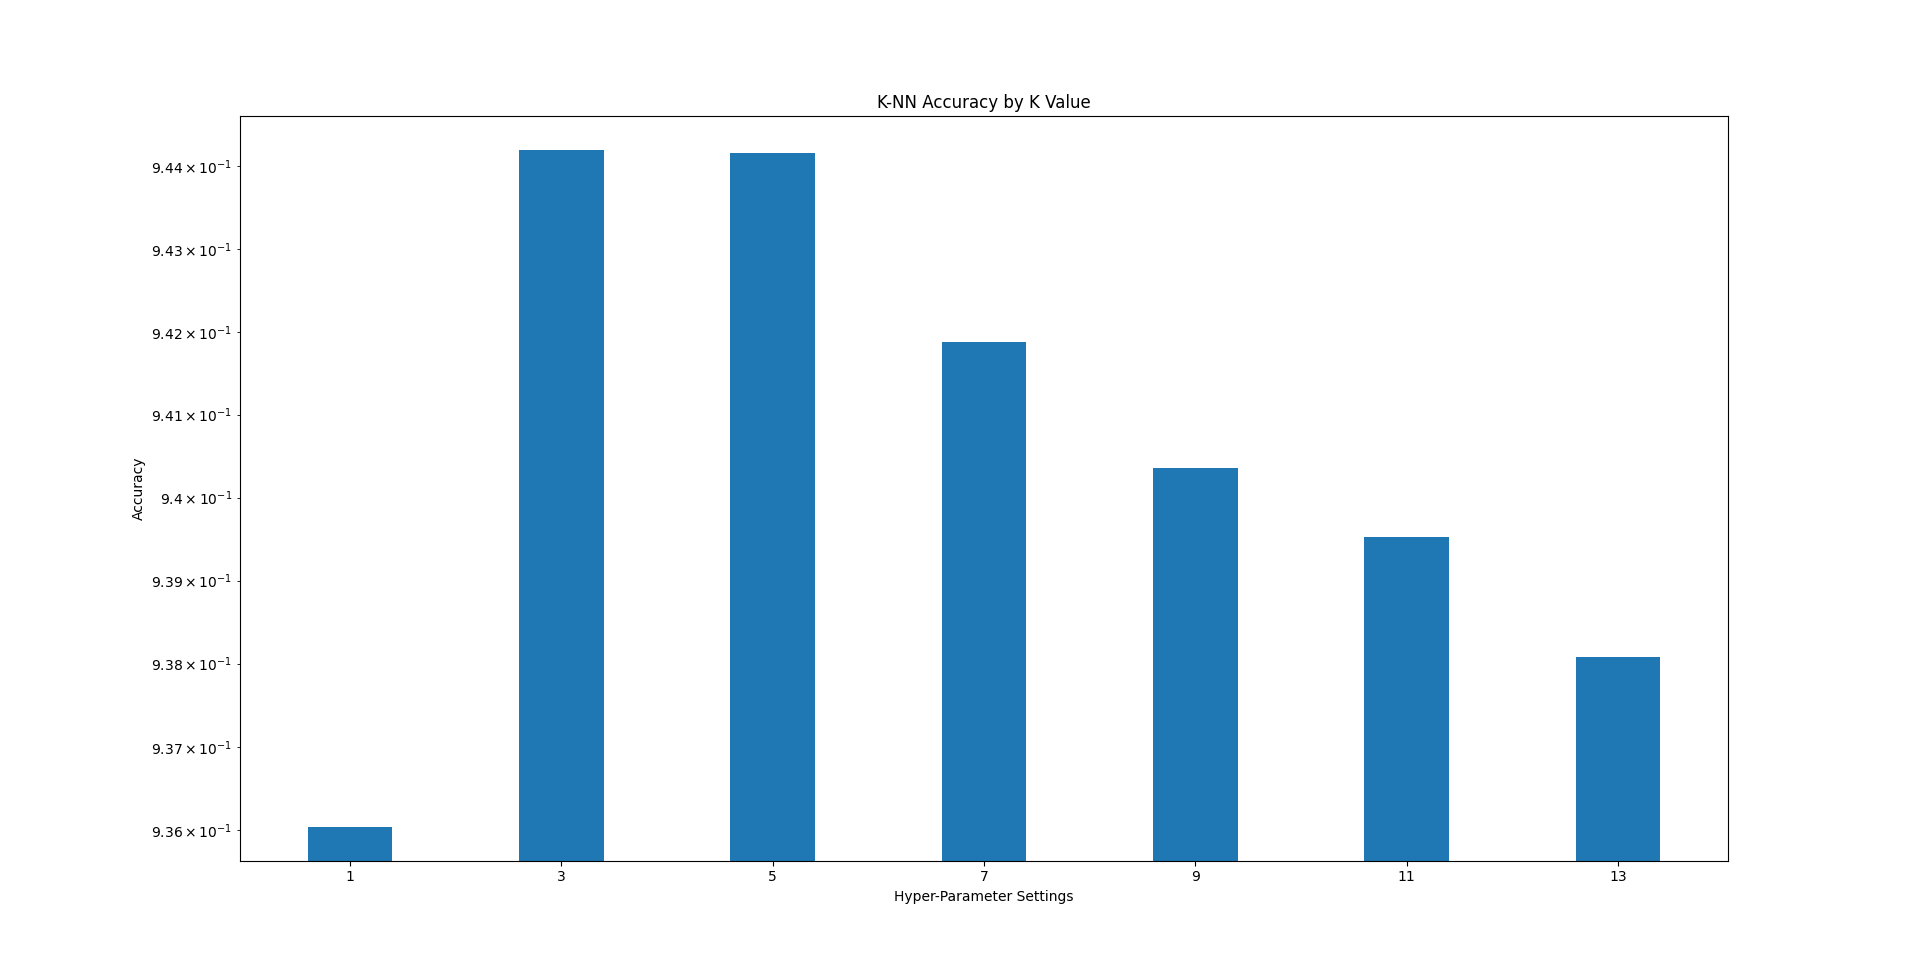 K-NN Accuracy by K Value
9.44 × 10⁻¹
9.43 × 10⁻¹
9.42 × 10⁻¹
9.41 × 10⁻¹
9.4 × 10⁻¹
9.39 × 10⁻¹
9.38 × 10⁻¹
9.37 × 10⁻¹
9.36 × 10⁻¹
Accuracy
1 3 5 7 9 11 13
Hyper-Parameter Settings